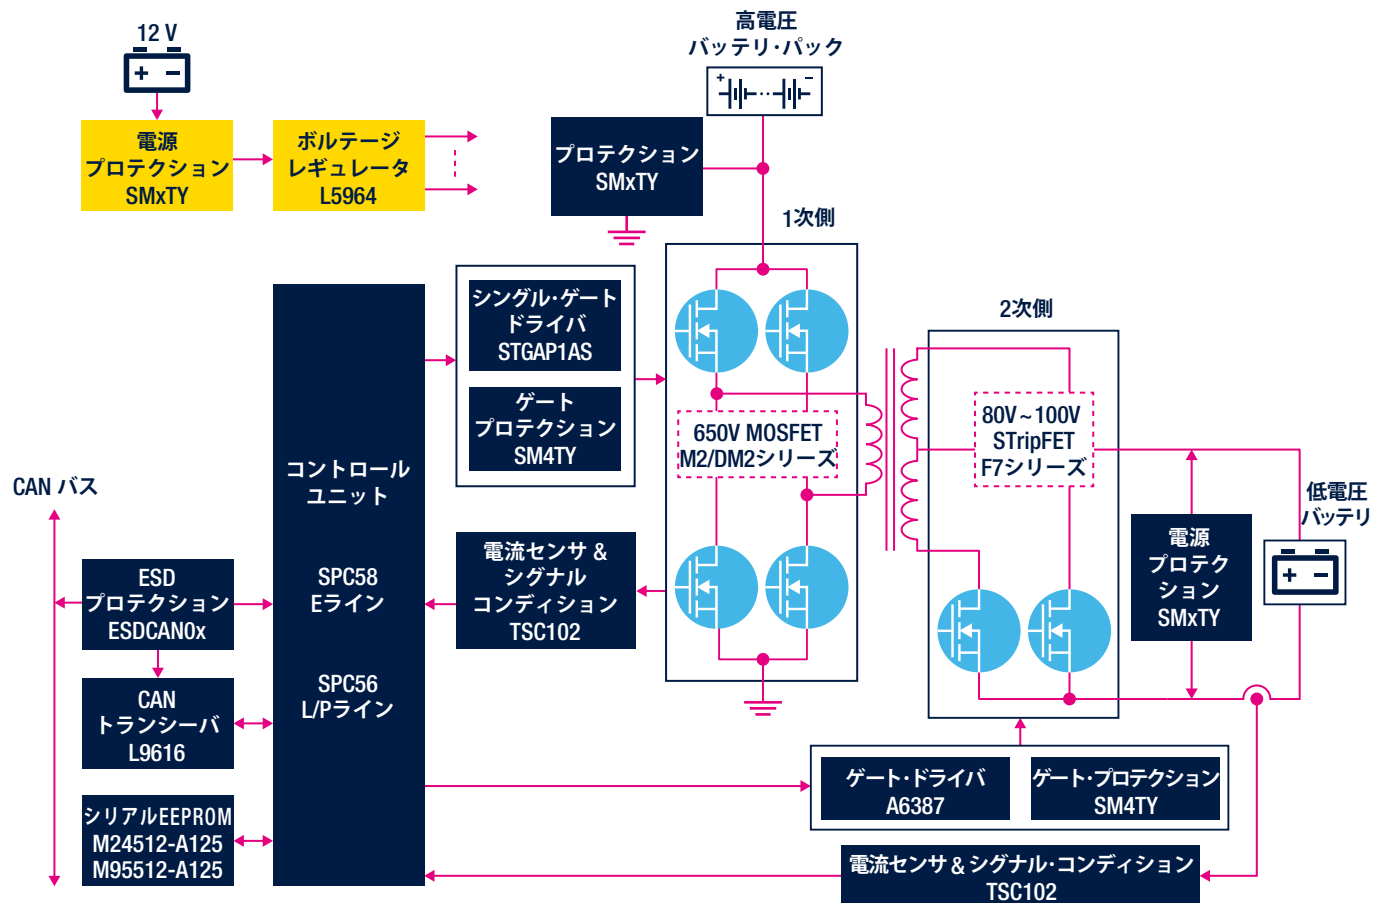 12 V
電源
プロテクション
SMxTY
ボルテージ
レギュレータ
L5964
高電圧
バッテリ・パック
プロテクション
SMxTY
1次側
シングル・ゲート
ドライバ
STGAP1AS
ゲート
プロテクション
SM4TY
650V MOSFET
M2/DM2シリーズ
2次側
80V~100V
STripFET
F7シリーズ
コントロール
ユニット
SPC58
Eライン
SPC56
L/Pライン
電流センサ &
シグナル
コンディション
TSC102
CAN バス
ESD
プロテクション
ESDCAN0x
CAN
トランシーバ
L9616
シリアルEEPROM
M24512-A125
M95512-A125
電源
プロテク
ション
SMxTY
低電圧
バッテリ
ゲート・ドライバ
A6387
ゲート・プロテクション
SM4TY
電流センサ & シグナル・コンディション
TSC102